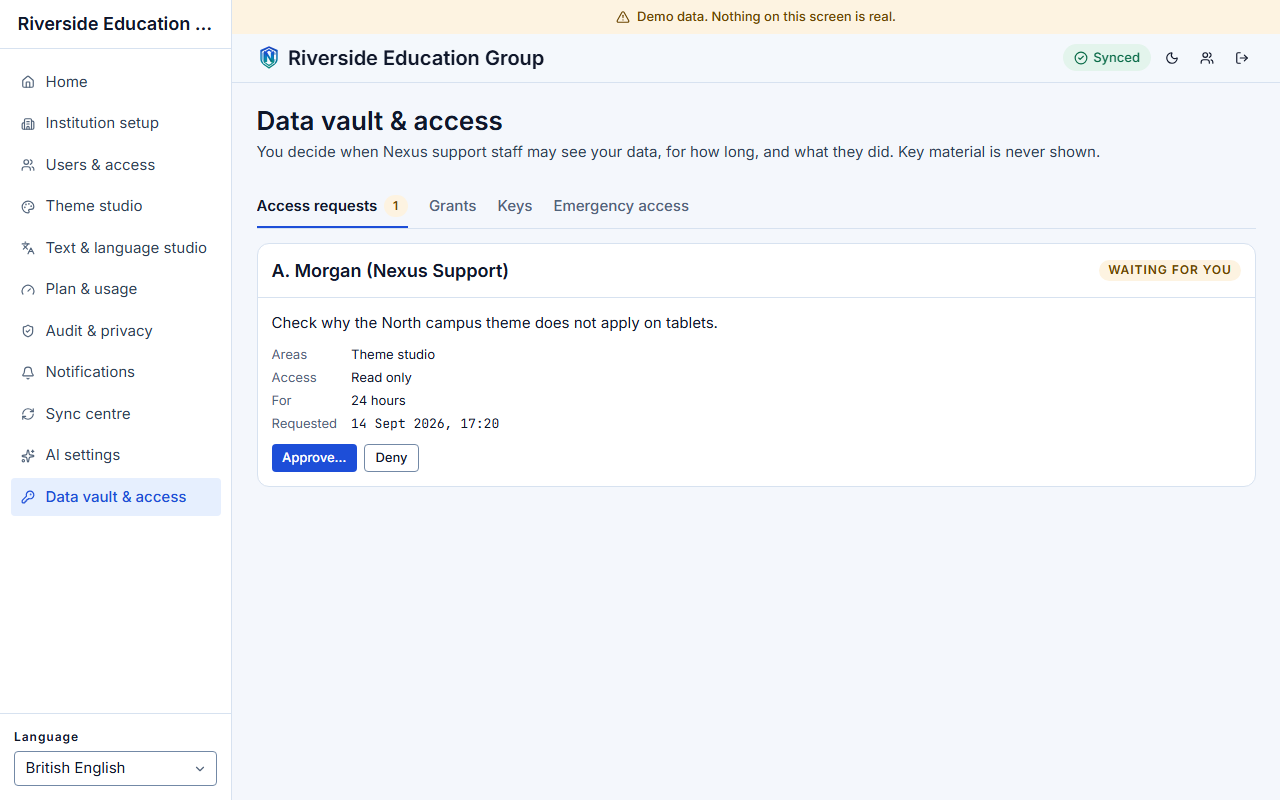 Riverside Education ...
Home
Institution setup
Users & access
Theme studio
Text & language studio
Plan & usage
Audit & privacy
Notifications
Sync centre
AI settings
Data vault & access
Language
British English
Demo data. Nothing on this screen is real.
Riverside Education Group
Synced
Data vault & access
You decide when Nexus support staff may see your data, for how long, and what they did. Key material is never shown.
Access requests 1 Grants Keys Emergency access
A. Morgan (Nexus Support) WAITING FOR YOU
Check why the North campus theme does not apply on tablets.
Areas Theme studio
Access Read only
For 24 hours
Requested 14 Sept 2026, 17:20
Approve... Deny